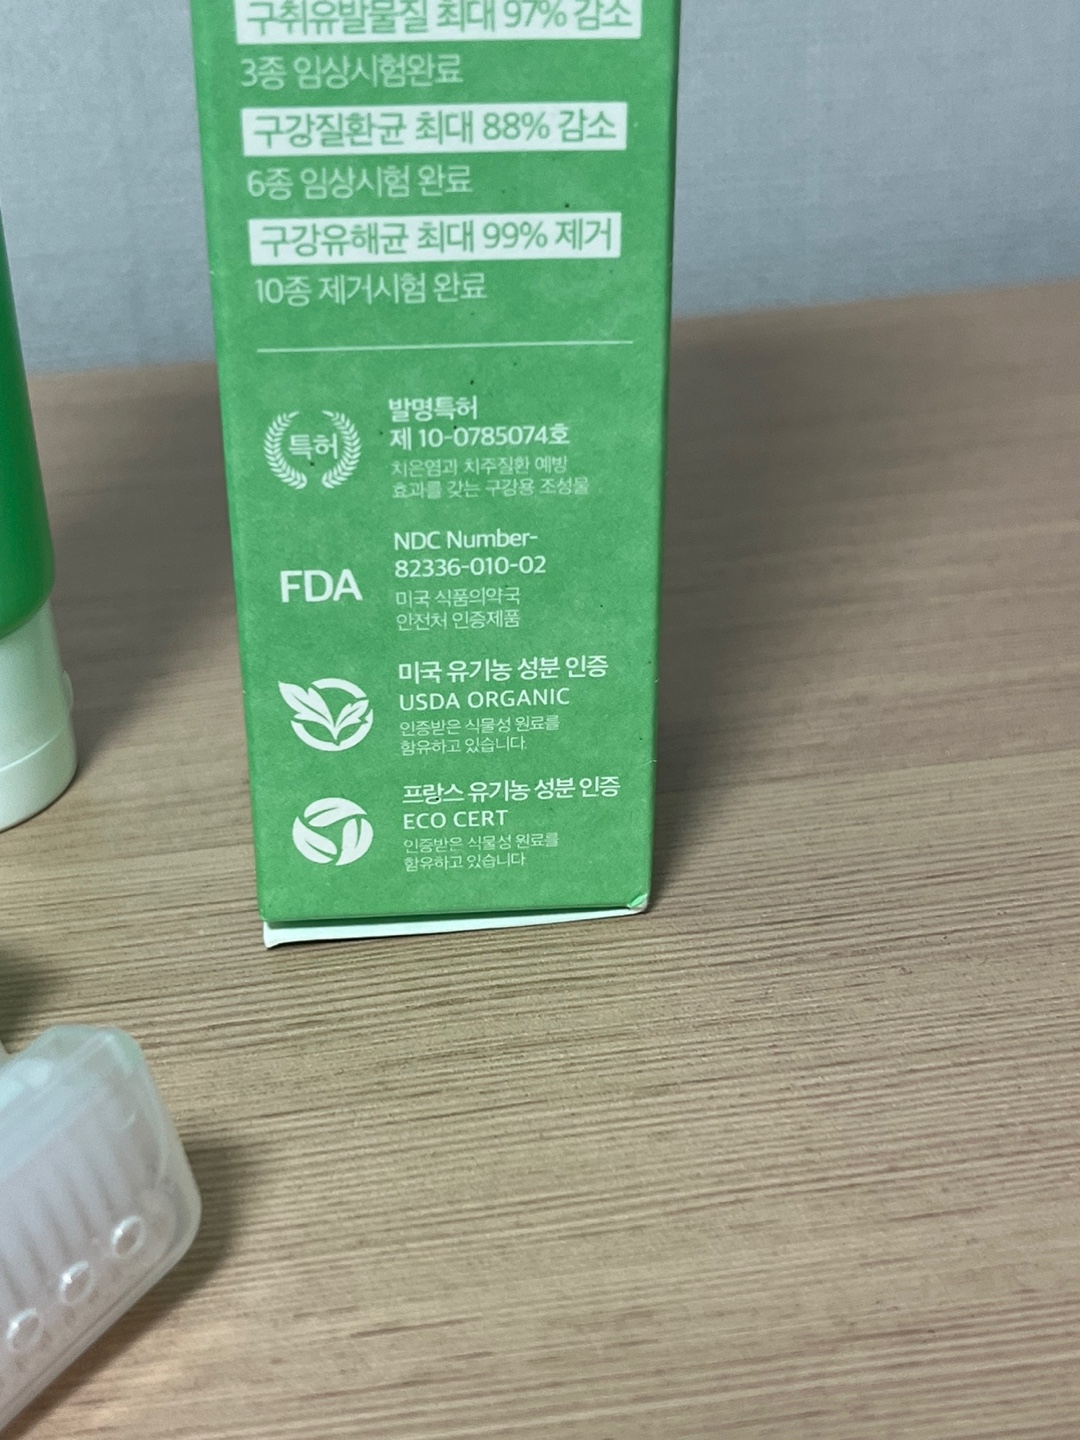 구취유발물질 최대 97% 감소
3종 임상시험완료
구강질환균 최대 88% 감소
6종 임상시험 완료
구강유해균 최대 99% 제거
10종 제거시험 완료
특허
발명특허
제 10-0785074호
치은염과 치주질환 예방
효과를 갖는 구강용 조성물
FDA
NDC Number-
82336-010-02
미국 식품의약국
안전처 인증제품
미국 유기농 성분 인증
USDA ORGANIC
인증받은 식물성 원료를
함유하고 있습니다.
프랑스 유기농 성분 인증
ECO CERT
인증받은 식물성 원료를
함유하고 있습니다